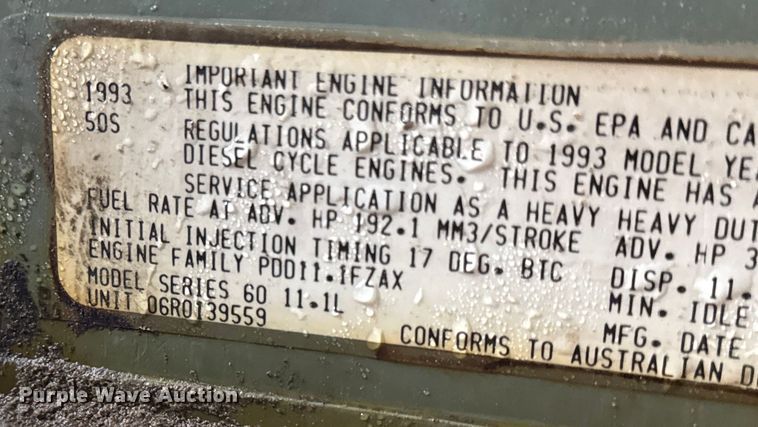 1993 IMPORTANT ENGINE INFORMATION
50S THIS ENGINE CONFORMS TO U.S. EPA AND CA
REGULATIONS APPLICABLE TO 1993 MODEL YE
DIESEL CYCLE ENGINES. THIS ENGINE HAS A
SERVICE APPLICATION AS A HEAVY HEAVY DUT
FUEL RATE AT ADV. HP 192.1 MM3/STROKE ADV. HP 3
INITIAL INJECTION TIMING 17 DEG. BTC DISP. 11.
ENGINE FAMILY PDD11.1FZAX MIN. IDLE
MODEL SERIES 60 11.1L MFG. DATE
UNIT 06R0139559
CONFORMS TO AUSTRALIAN D
Purple Wave Auction